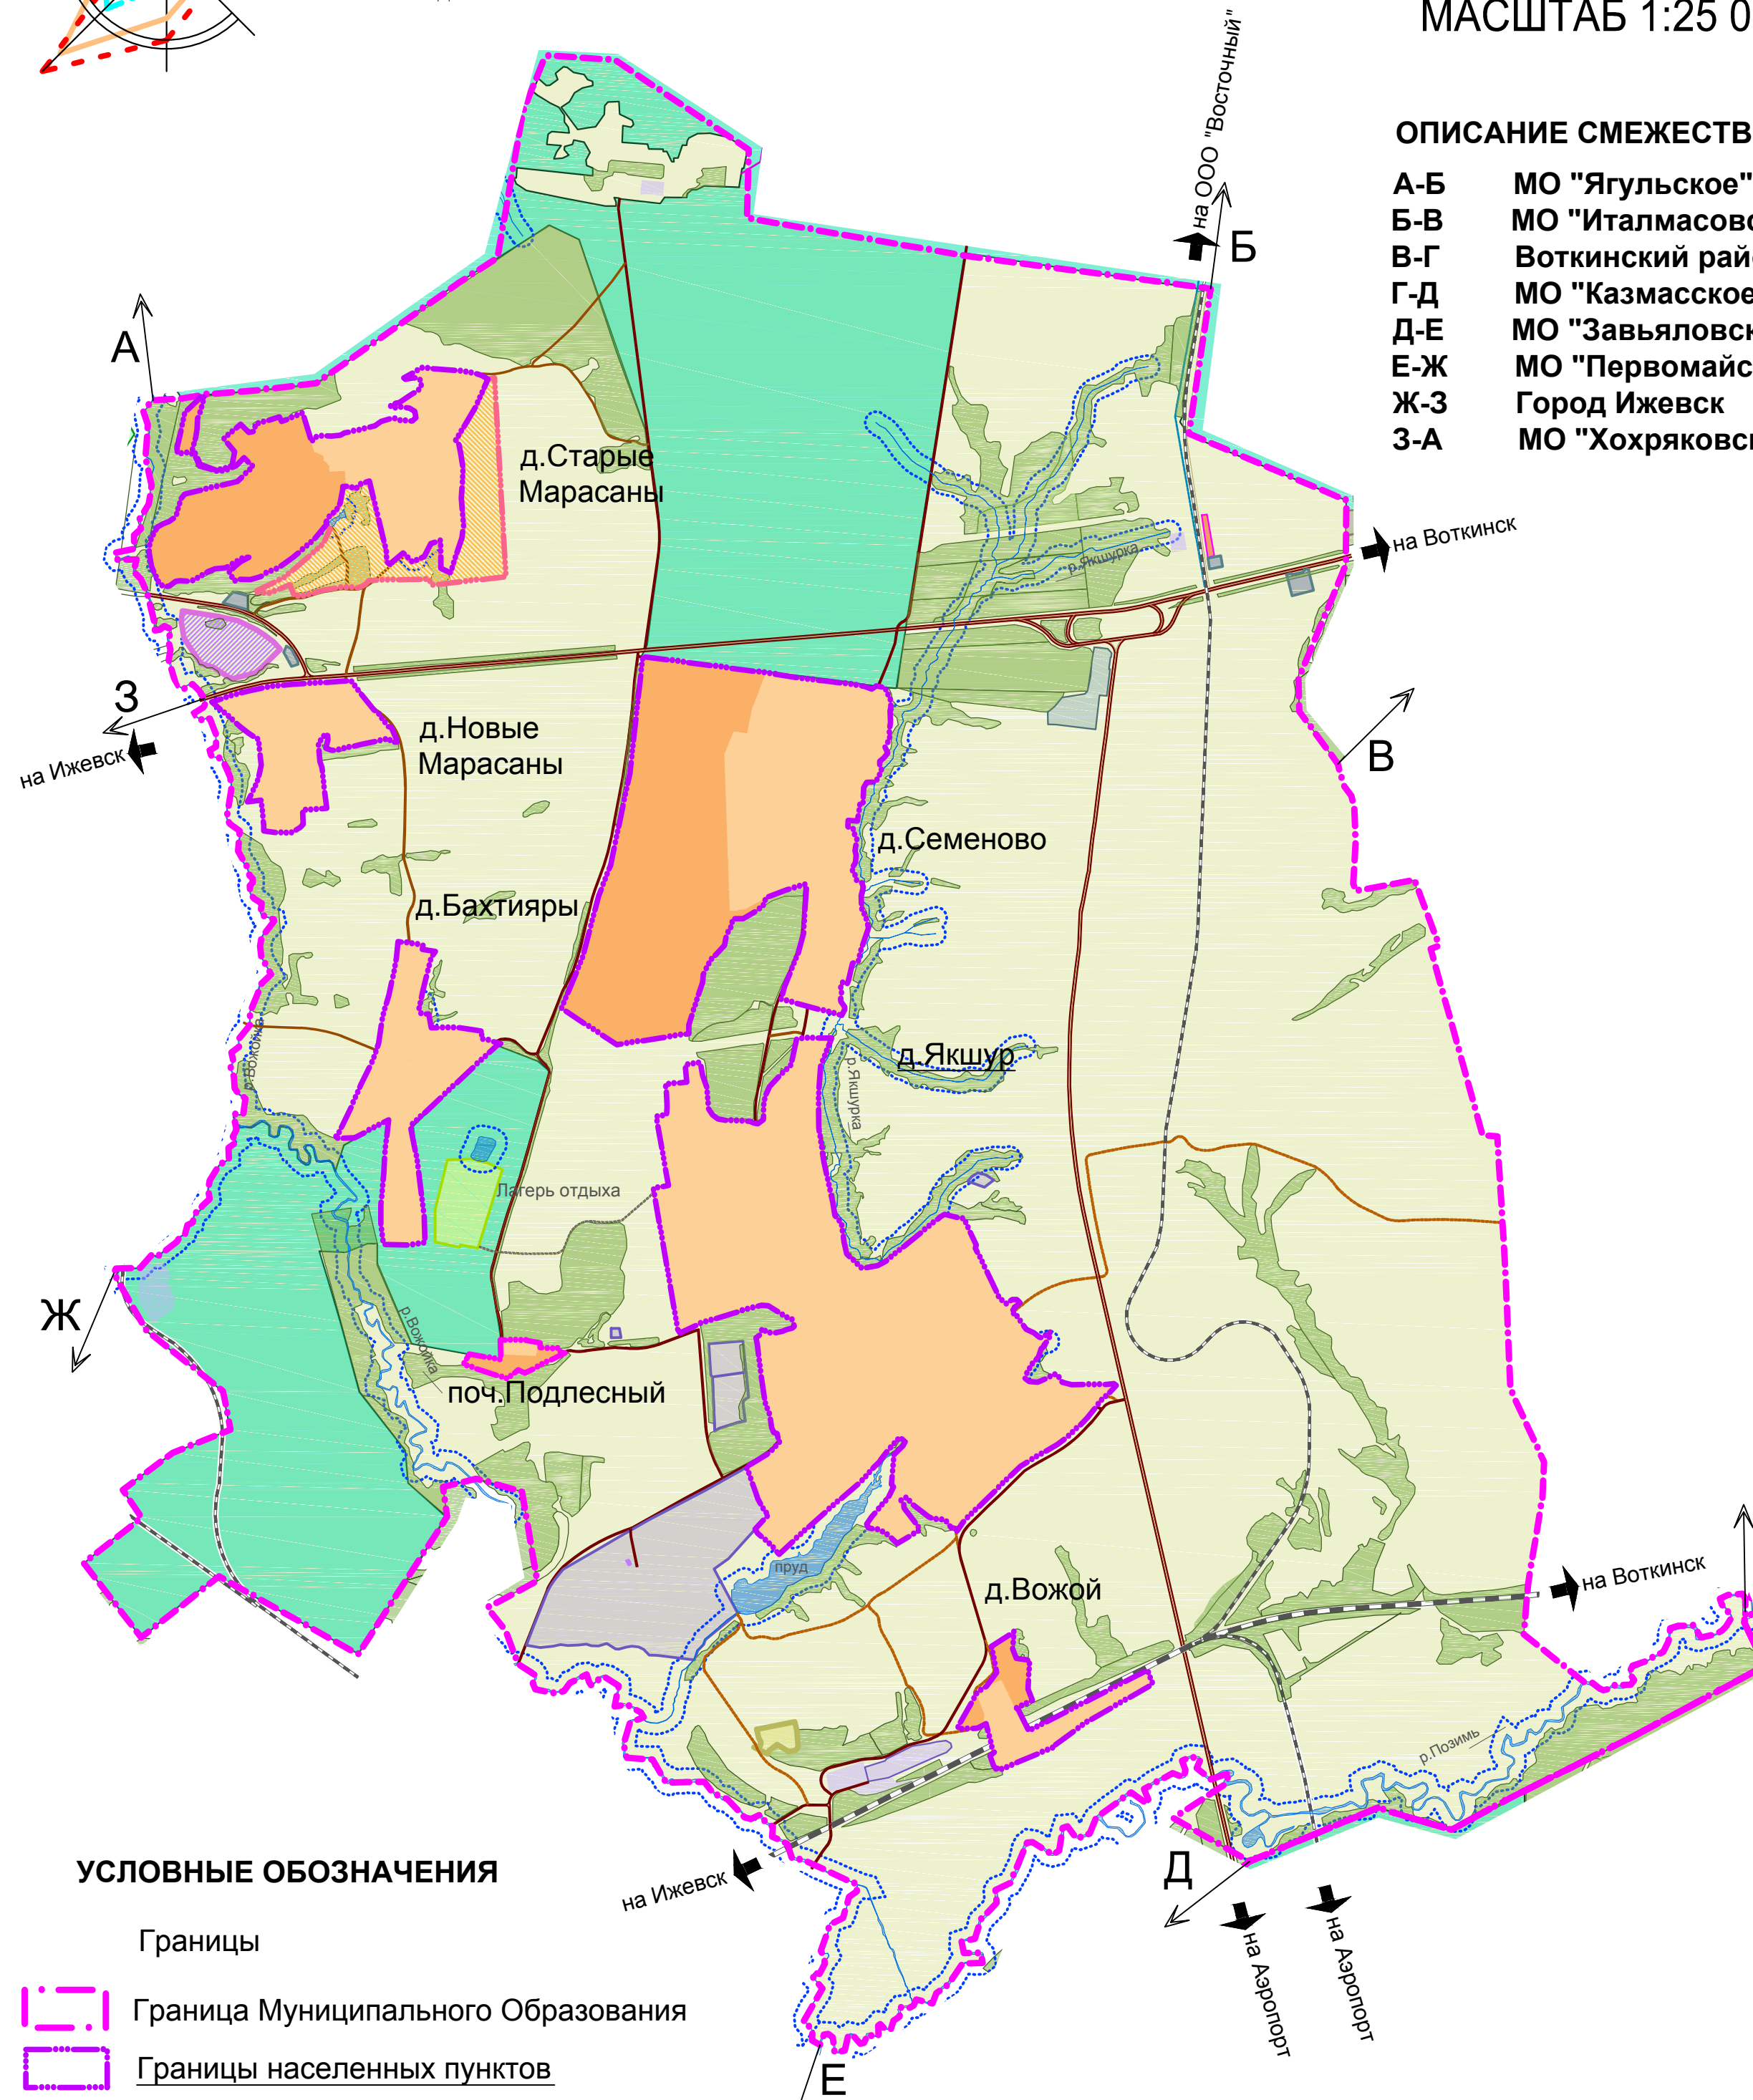 МАСШТАБ 1:25 0
ОПИСАНИЕ СМЕЖЕСТВ
А-Б МО "Ягульское"
Б-В МО "Италмасовс
В-Г Воткинский рай
Г-Д МО "Казмасское
Д-Е МО "Завьяловск
Е-Ж МО "Первомайс
Ж-З Город Ижевск
З-А МО "Хохряковск
на ООО "Восточный"
Б
А
д.Старые
Марасаны
р.Якшурка
на Воткинск
З
на Ижевск
д.Новые
Марасаны
В
д.Семеново
д.Бахтияры
р.Вожойка
д.Якшур
р.Якшурка
Лагерь отдыха
Ж
р.Вожойка
поч.Подлесный
пруд
д.Вожой
на Воткинск
р.Позимь
Д
на Ижевск
на Аэропорт
на Аэропорт
Е
УСЛОВНЫЕ ОБОЗНАЧЕНИЯ
Границы
Граница Муниципального Образования
Границы населенных пунктов